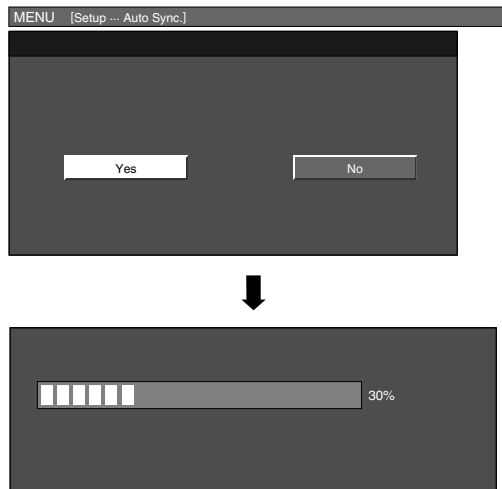 MENU [Setup ··· Auto Sync.]
Yes No
30%